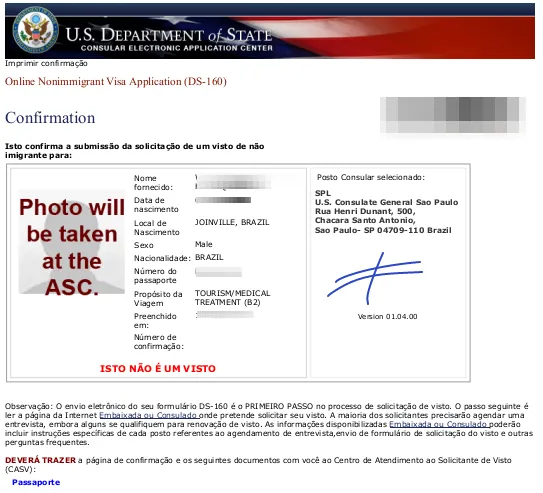 U.S. DEPARTMENT of STATE
CONSULAR ELECTRONIC APPLICATION CENTER
Imprimir confirmação
Online Nonimmigrant Visa Application (DS-160)
Confirmation
Isto confirma a submissão da solicitação de um visto de não
imigrante para:
Photo will
be taken
at the
ASC.
Nome
fornecido:
Data de
nascimento
Local de
Nascimento
JOINVILLE, BRAZIL
Sexo
Male
Nacionalidade: BRAZIL
Número do
passaporte
Propósito da
Viagem
TOURISM/MEDICAL
TREATMENT (B2)
Preenchido
em:
Número de
confirmação:
ISTO NÃO É UM VISTO
Posto Consular selecionado:
SPL
U.S. Consulate General Sao Paulo
Rua Henri Dunant, 500,
Chacara Santo Antonio,
Sao Paulo- SP 04709-110 Brazil
Version 01.04.00
Observação: O envio eletrônico do seu formulário DS-160 é o PRIMEIRO PASSO no processo de solicitação de visto. O passo seguinte é
ler a página da Internet Embaixada ou Consulado onde pretende solicitar seu visto. A maioria dos solicitantes precisarão agendar uma
entrevista, embora alguns se qualifiquem para renovação de visto. As informações disponibilizadas Embaixada ou Consulado poderão
incluir instruções específicas de cada posto referentes ao agendamento de entrevista,envio de formulário de solicitação do visto e outras
perguntas frequentes.
DEVERÁ TRAZER a página de confirmação e os seguintes documentos com você ao Centro de Atendimento ao Solicitante de Visto
(CASV):
Passaporte